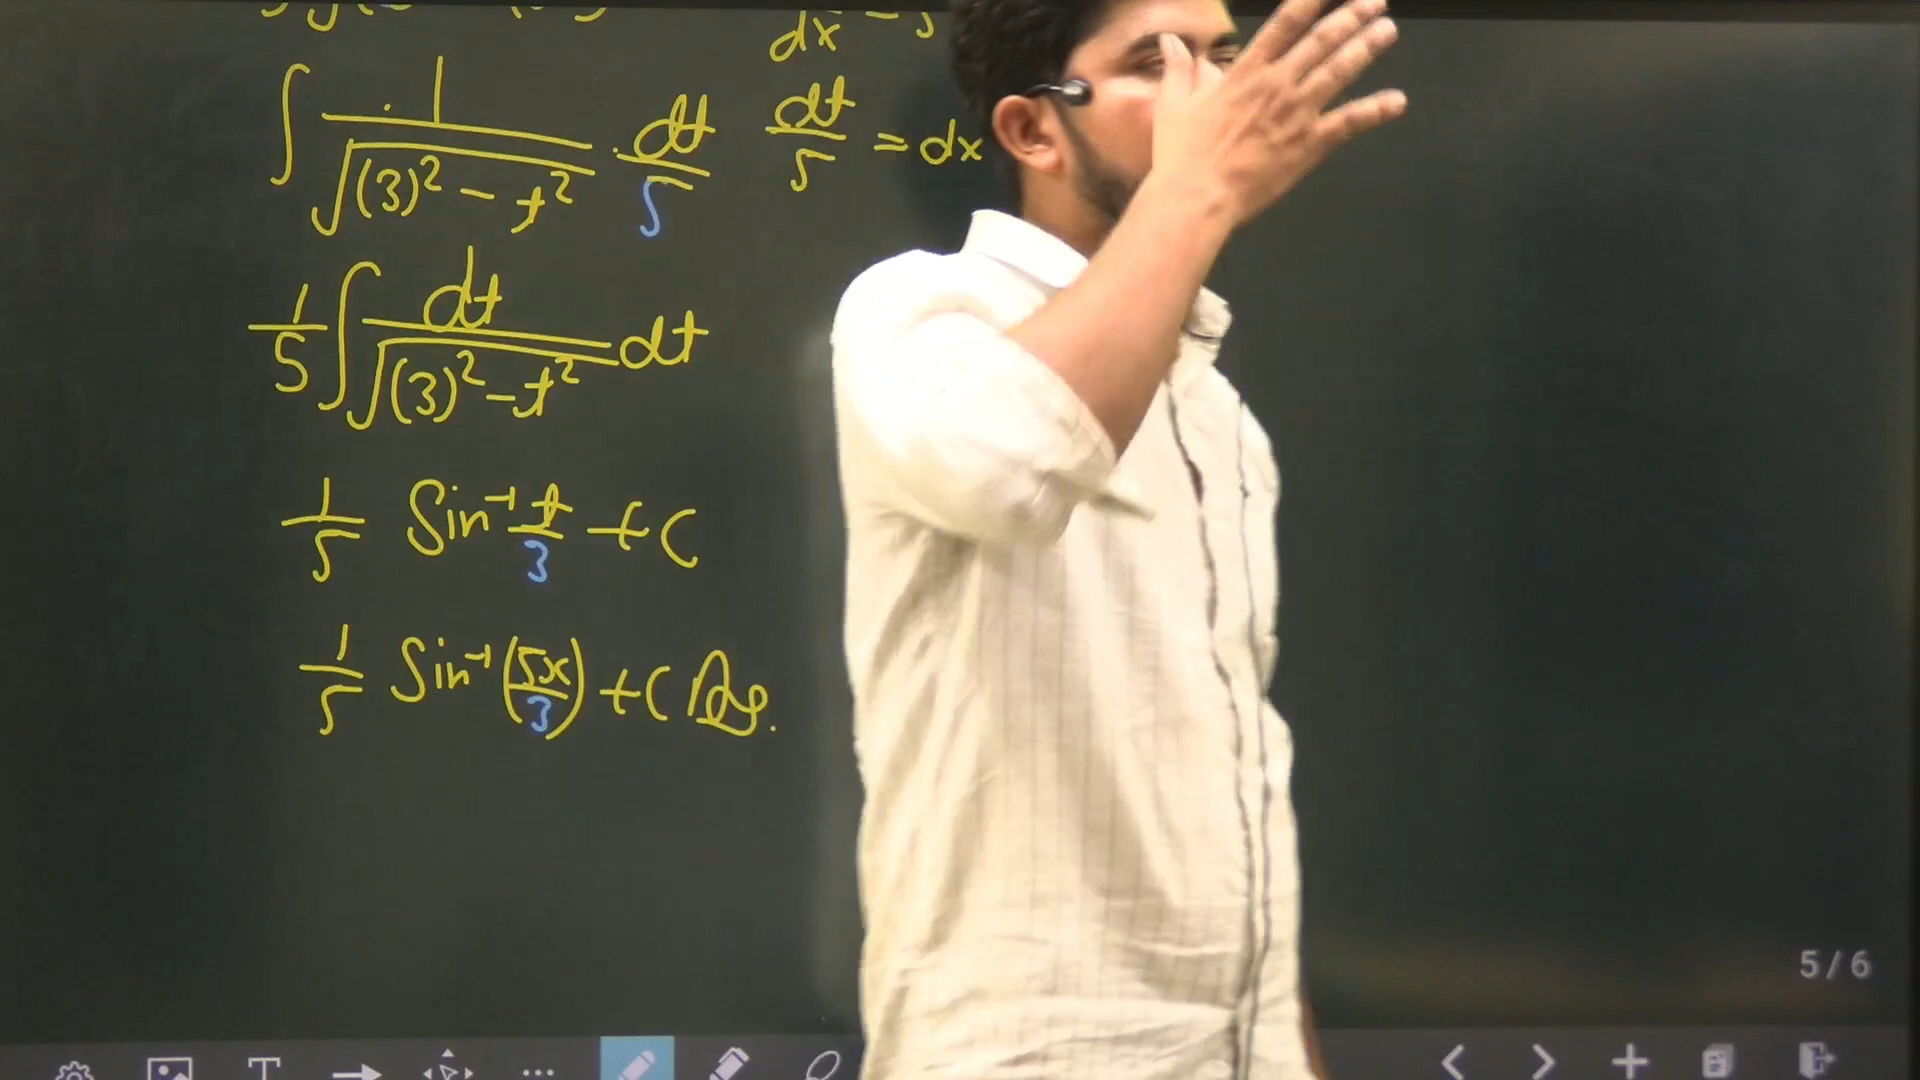 dx
∫ 1/√((3)² - t²) · dt/5   dt/5 = dx
1/5 ∫ dt/√((3)² - t²) dt
1/5 Sin⁻¹ t/3 + C
1/5 Sin⁻¹ (5x/3) + C Ans.
5/6
T